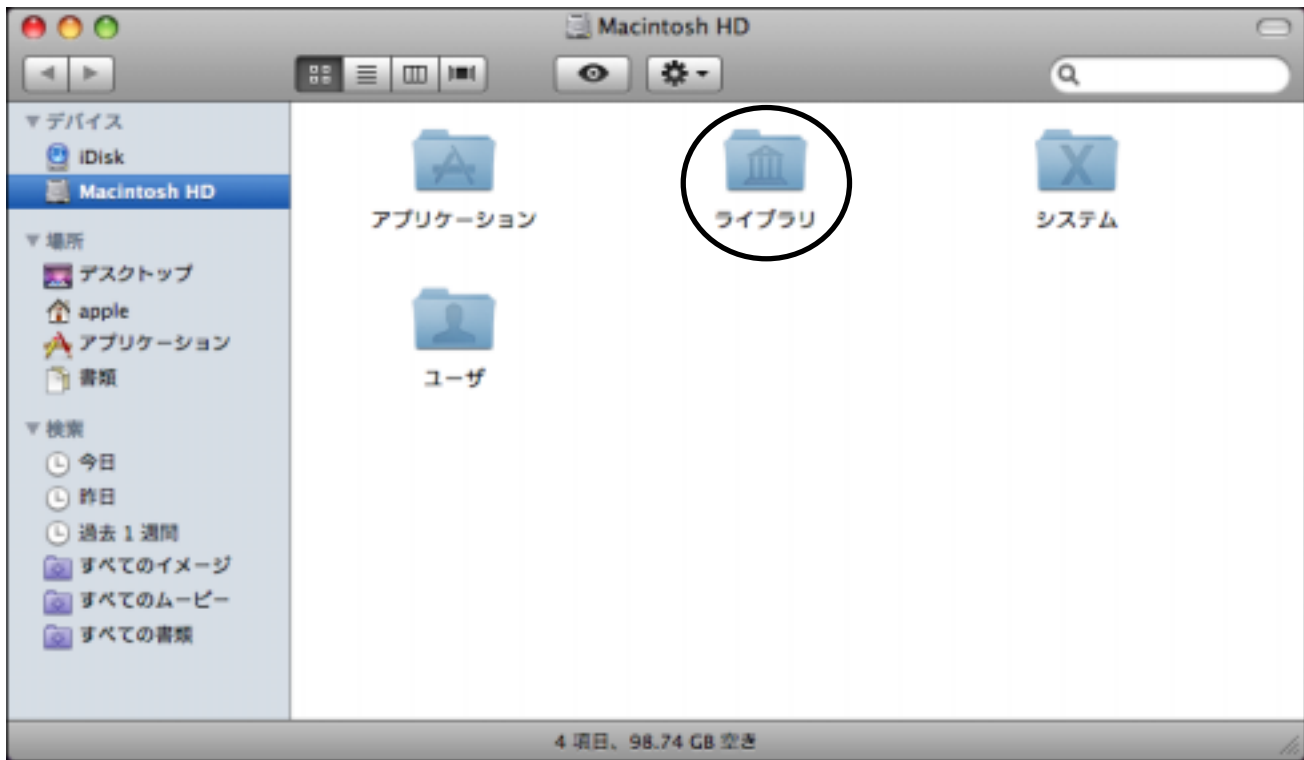 Macintosh HD
デバイス
iDisk
Macintosh HD
場所
デスクトップ
apple
アプリケーション
書類
検索
今日
昨日
過去 1 週間
すべてのイメージ
すべてのムービー
すべての書類
アプリケーション
ライブラリ
システム
ユーザ
4 項目、98.74 GB 空き